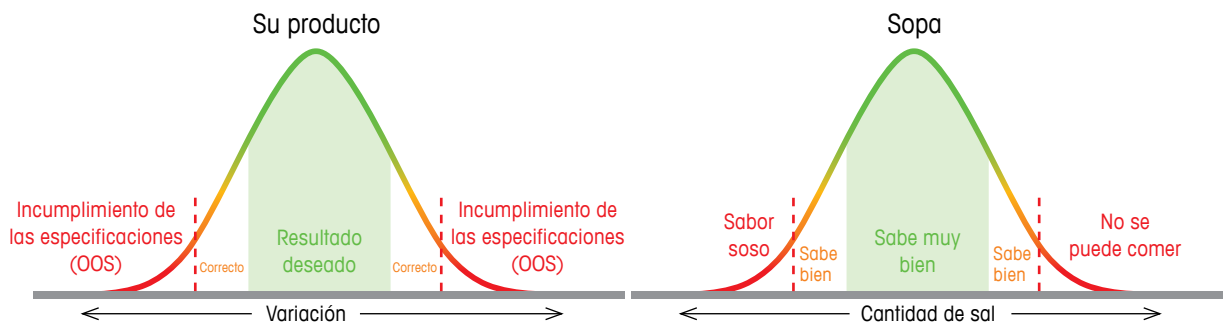 Su producto
Incumplimiento de
las especificaciones
(OOS)
Correcto
Resultado
deseado
Correcto
Incumplimiento de
las especificaciones
(OOS)
Variación
Sopa
Sabor
soso
Sabe
bien
Sabe muy
bien
Sabe
bien
No se
puede comer
Cantidad de sal